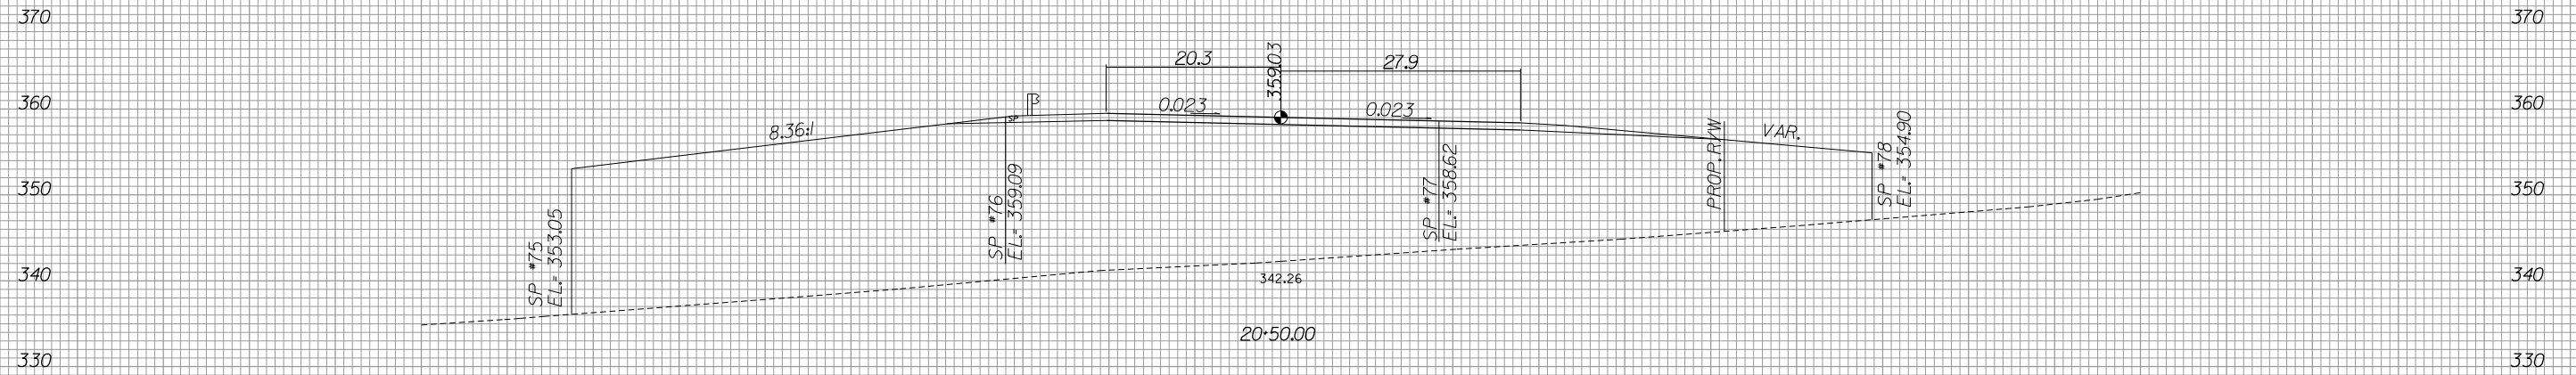 370 370
20.3 359.03 27.9
360 0.023 0.023 360
8.36:1 SP VAR.
350 350
SP #75
EL.= 353.05
SP #76
EL.= 359.09
SP #77
EL.= 358.62
PROP. R/W
SP #78
EL.= 354.90
340 342.26 340
20+50.00
330 330